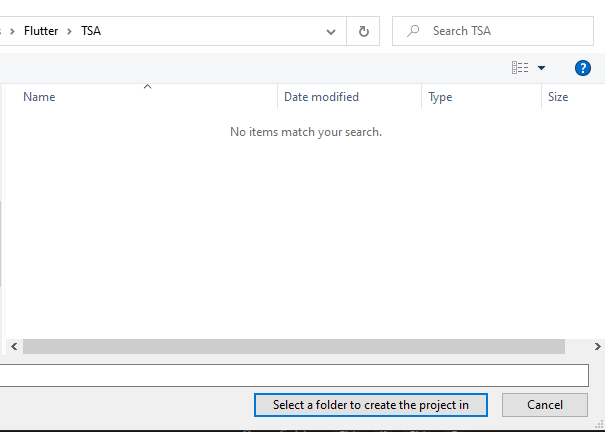 Flutter > TSA
Search TSA
?
Name Date modified Type Size
No items match your search.
Select a folder to create the project in
Cancel